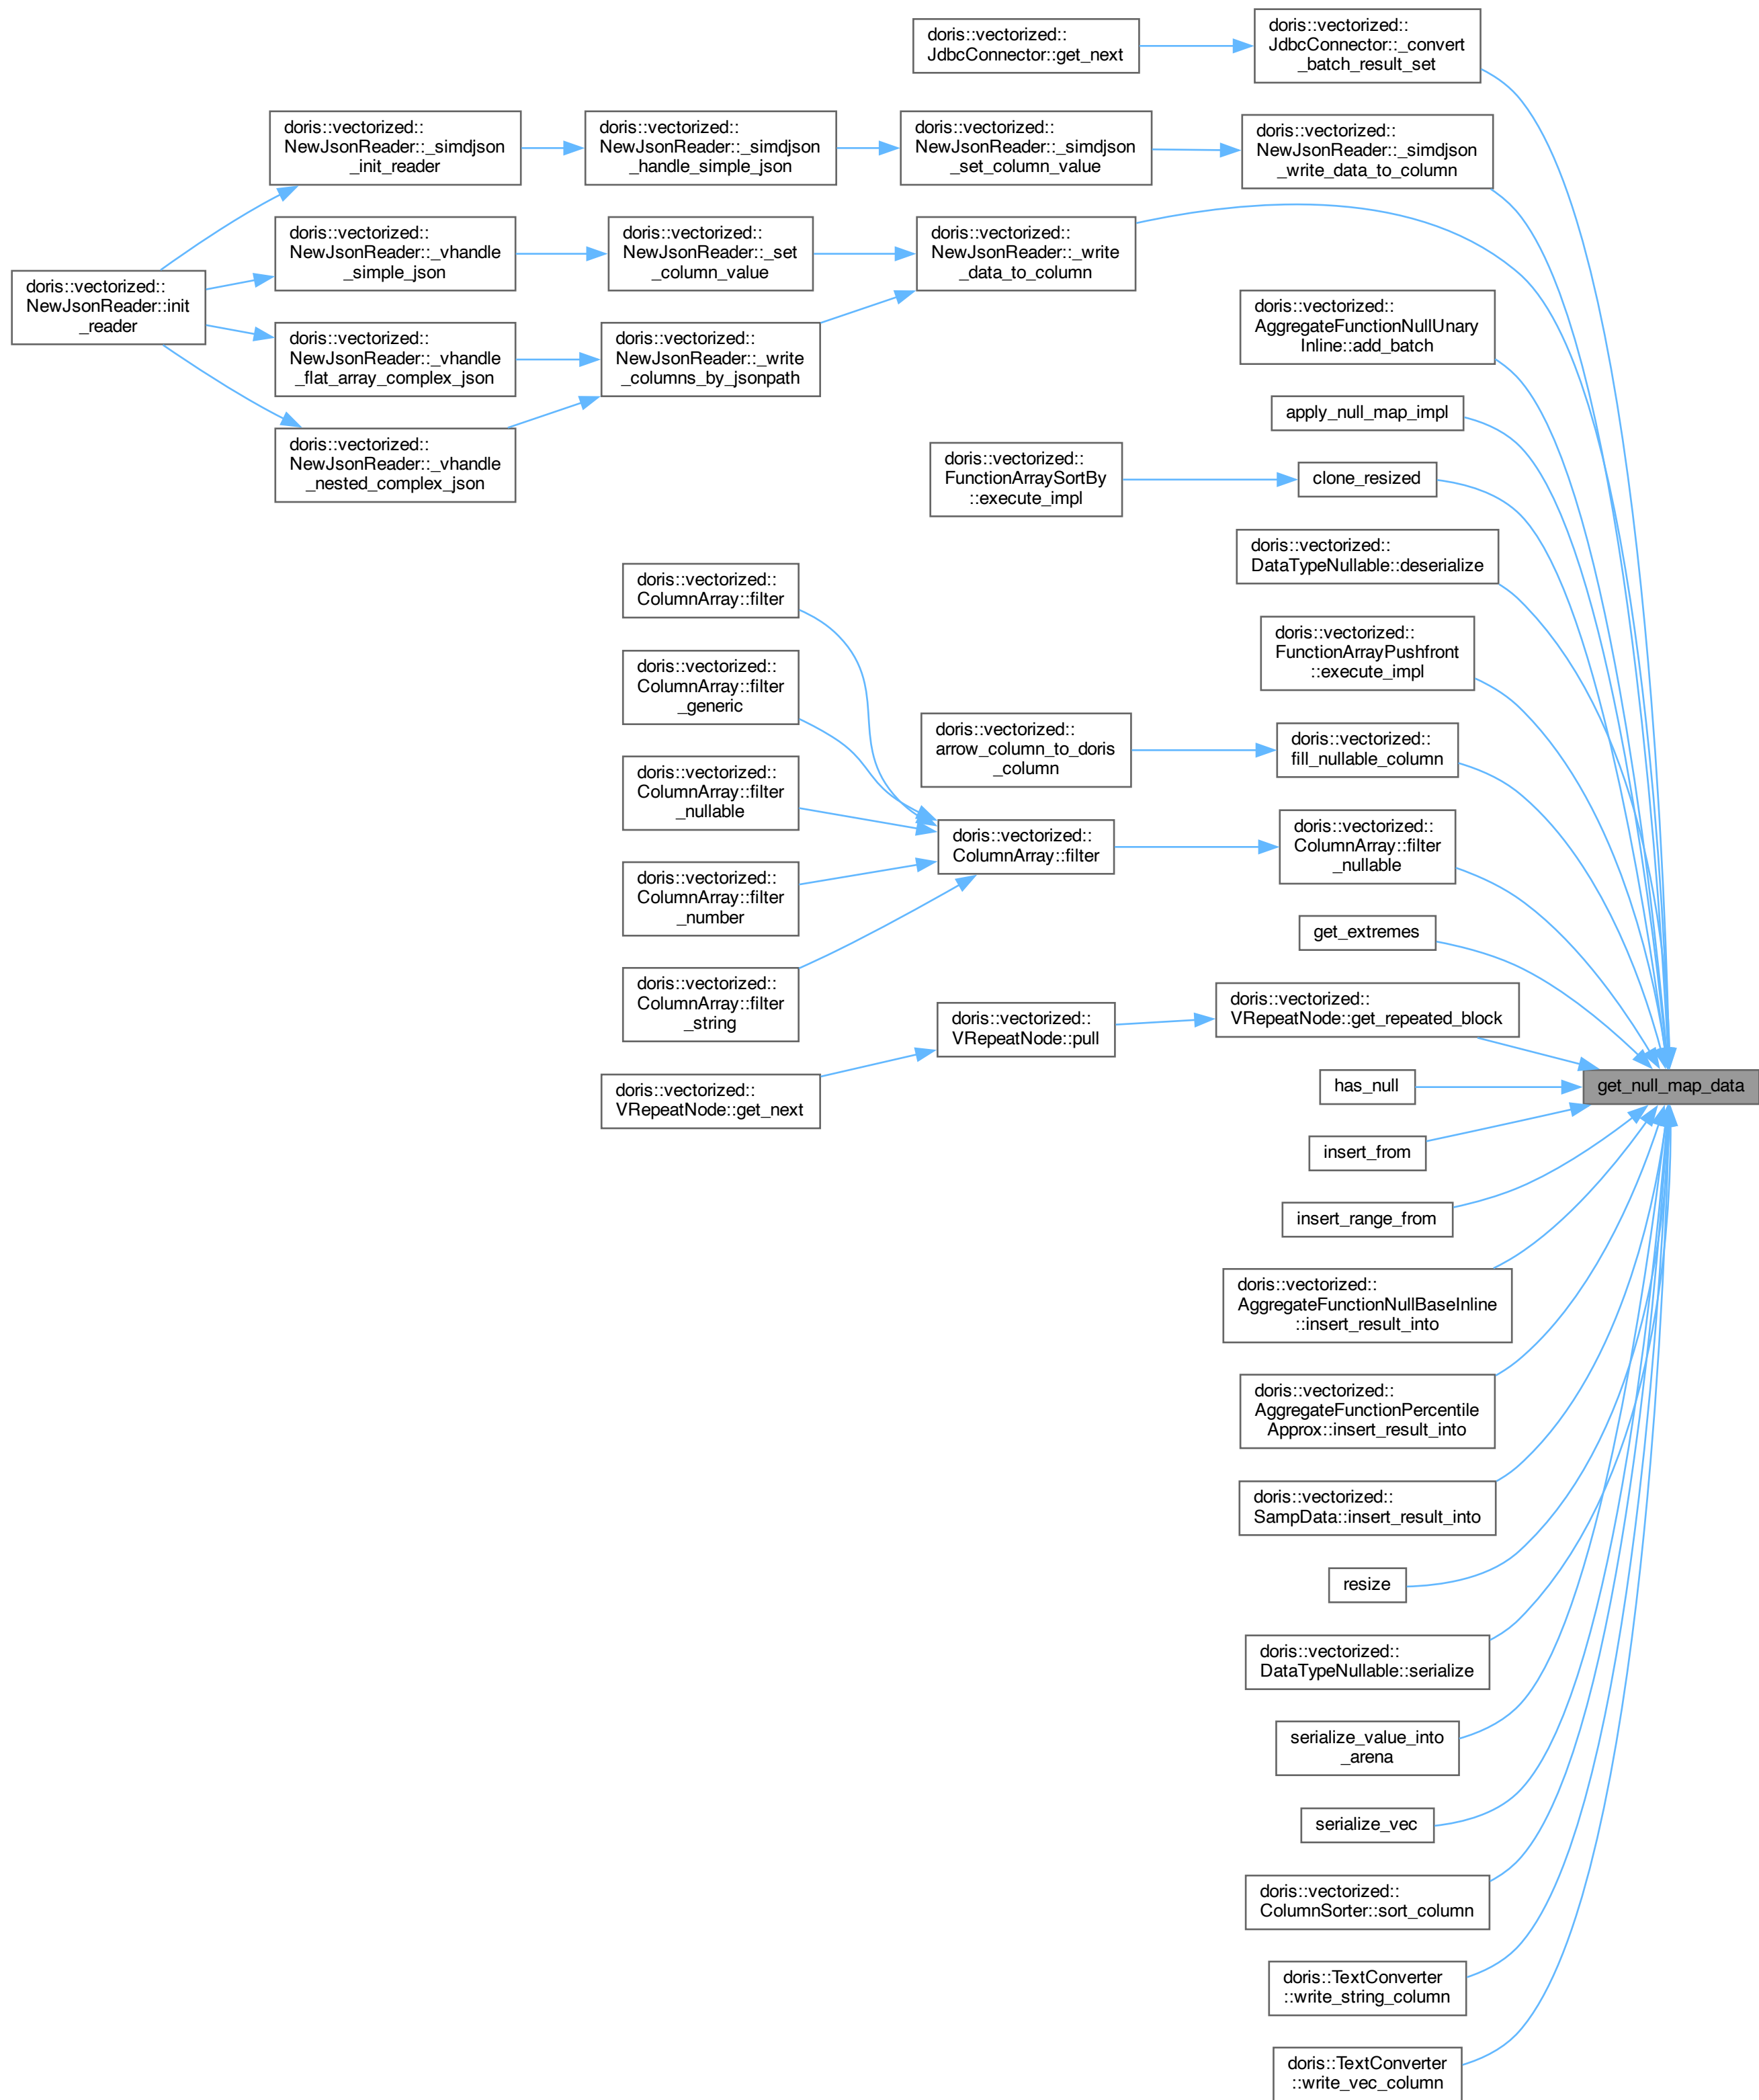 doris::vectorized::
JdbcConnector::get_next
doris::vectorized::
JdbcConnector::_convert
_batch_result_set
doris::vectorized::
NewJsonReader::_simdjson
_init_reader
doris::vectorized::
NewJsonReader::_simdjson
_handle_simple_json
doris::vectorized::
NewJsonReader::_simdjson
_set_column_value
doris::vectorized::
NewJsonReader::_simdjson
_write_data_to_column
doris::vectorized::
NewJsonReader::init
_reader
doris::vectorized::
NewJsonReader::_vhandle
_simple_json
doris::vectorized::
NewJsonReader::_set
_column_value
doris::vectorized::
NewJsonReader::_write
_data_to_column
doris::vectorized::
NewJsonReader::_vhandle
_flat_array_complex_json
doris::vectorized::
NewJsonReader::_write
_columns_by_jsonpath
doris::vectorized::
NewJsonReader::_vhandle
_nested_complex_json
doris::vectorized::
AggregateFunctionNullUnary
Inline::add_batch
apply_null_map_impl
doris::vectorized::
FunctionArraySortBy
::execute_impl
clone_resized
doris::vectorized::
DataTypeNullable::deserialize
doris::vectorized::
FunctionArrayPushfront
::execute_impl
doris::vectorized::
arrow_column_to_doris
_column
doris::vectorized::
fill_nullable_column
doris::vectorized::
ColumnArray::filter
doris::vectorized::
ColumnArray::filter
_generic
doris::vectorized::
ColumnArray::filter
_nullable
doris::vectorized::
ColumnArray::filter
_number
doris::vectorized::
ColumnArray::filter
_string
doris::vectorized::
ColumnArray::filter
doris::vectorized::
ColumnArray::filter
_nullable
get_extremes
doris::vectorized::
VRepeatNode::get_next
doris::vectorized::
VRepeatNode::pull
doris::vectorized::
VRepeatNode::get_repeated_block
has_null
get_null_map_data
insert_from
insert_range_from
doris::vectorized::
AggregateFunctionNullBaseInline
::insert_result_into
doris::vectorized::
AggregateFunctionPercentile
Approx::insert_result_into
doris::vectorized::
SampData::insert_result_into
resize
doris::vectorized::
DataTypeNullable::serialize
serialize_value_into
_arena
serialize_vec
doris::vectorized::
ColumnSorter::sort_column
doris::TextConverter
::write_string_column
doris::TextConverter
::write_vec_column